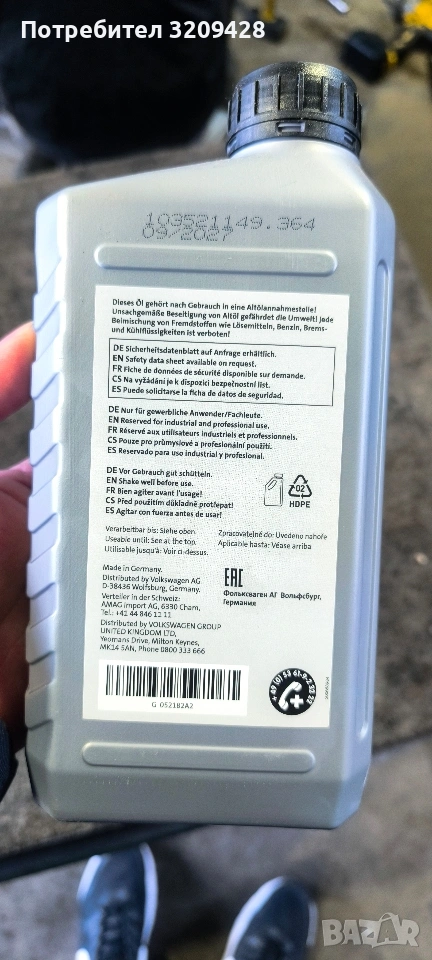 Потребител 3209428
103521149.364
09/2027
Dieses Öl gehört nach Gebrauch in eine Altölannahmestelle!
Unsachgemäße Beseitigung von Altöl gefährdet die Umwelt! Jede
Beimischung von Fremdstoffen wie Lösemitteln, Benzin, Brems-
und Kühlflüssigkeiten ist verboten!
DE Sicherheitsdatenblatt auf Anfrage erhältlich.
EN Safety data sheet available on request.
FR Fiche de données de sécurité disponible sur demande.
CS Na vyžádání je k dispozici bezpečnostní list.
ES Puede solicitarse la ficha de datos de seguridad.
DE Nur für gewerbliche Anwender/Fachleute.
EN Reserved for industrial and professional use.
FR Réservé aux utilisateurs industriels et professionnels.
CS Pouze pro průmyslové a profesionální použití.
ES Reservado para uso industrial y profesional.
DE Vor Gebrauch gut schütteln.
EN Shake well before use.
FR Bien agiter avant l'usage!
CS Před použitím důkladně protřepat!
ES Agitar con fuerza antes de usar!
02
HDPE
Verarbeitbar bis: Siehe oben.
Useable until: See at the top.
Utilisable jusqu'à: Voir ci-dessus.
Zpracovatelné do: Uvedeno nahoře
Aplicable hasta: Véase arriba
Made in Germany.
Distributed by Volkswagen AG
D-38436 Wolfsburg, Germany.
Verteiler in der Schweiz:
AMAG import AG, 6330 Cham,
Tel.: +41 44 846 11 11
Distributed by VOLKSWAGEN GROUP
UNITED KINGDOM LTD,
Yeomans Drive, Milton Keynes,
MK14 5AN, Phone 0800 333 666
EAC
Фольксваген АГ Вольфсбург,
Германия
G 052182A2
BAZAR